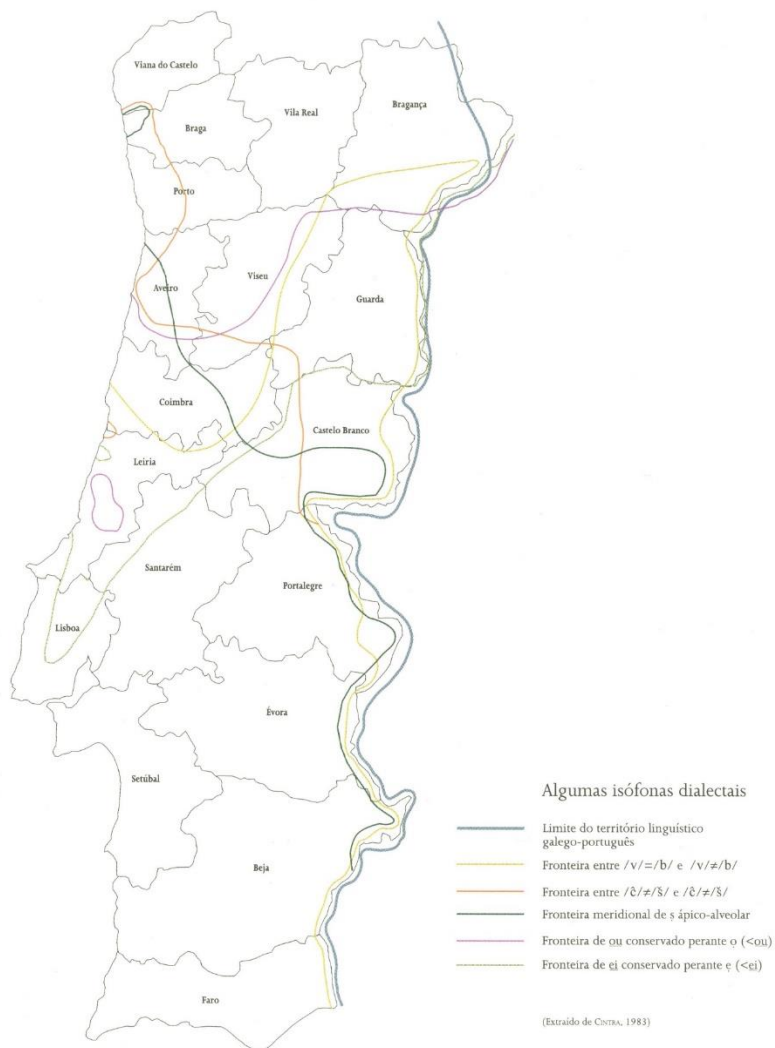 Viana do Castelo
Bragança
Vila Real
Braga
Porto
Viseu
Aveiro
Guarda
Coimbra
Castelo Branco
Leiria
Santarém
Portalegre
Lisboa
Évora
Setúbal
Beja
Faro
Algumas isófonas dialectais
Limite do território linguístico
galego-português
Fronteira entre /v/=/b/ e /v/≠/b/
Fronteira entre /ĉ/≠/š/ e /ĉ/≠/š/
Fronteira meridional de s ápico-alveolar
Fronteira de ou conservado perante ọ (<ou)
Fronteira de ei conservado perante ẹ (<ei)
(Extraído de CINTRA, 1983)